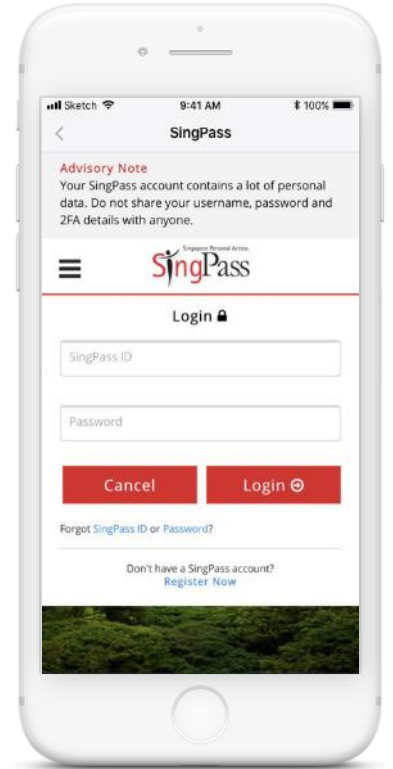 Sketch 9:41 AM 100%
SingPass
Advisory Note
Your SingPass account contains a lot of personal
data. Do not share your username, password and
2FA details with anyone.
Singapore Personal Access
SingPass
Login
SingPass ID
Password
Cancel Login
Forgot SingPass ID or Password?
Don't have a SingPass account?
Register Now